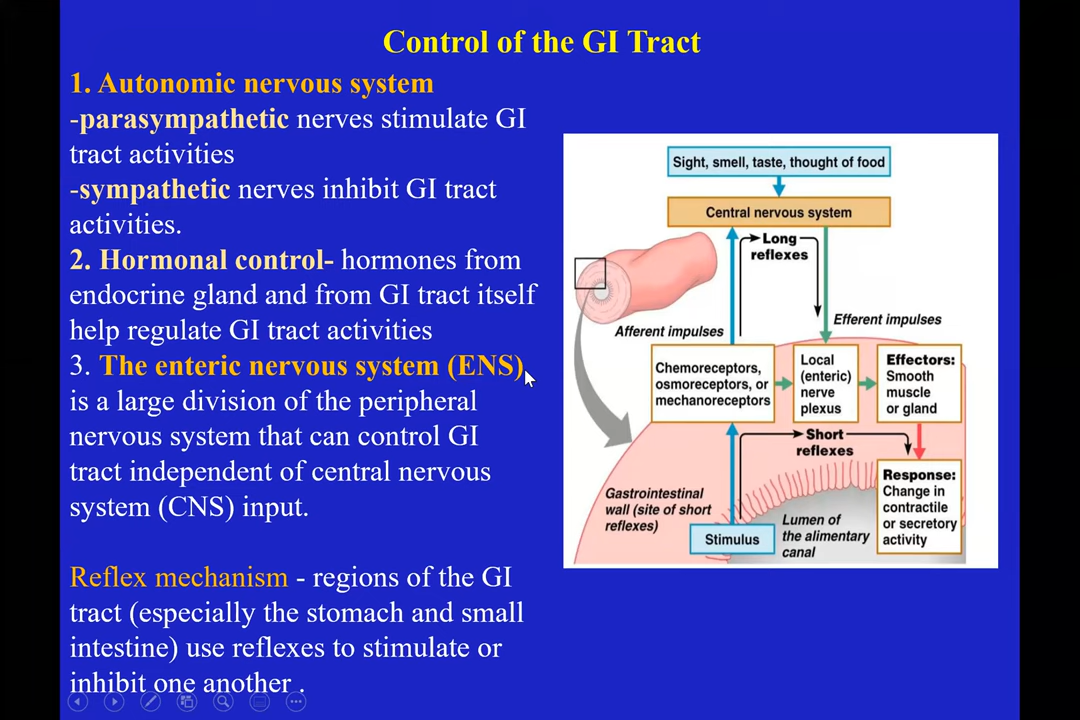 Control of the GI Tract
1. Autonomic nervous system
-parasympathetic nerves stimulate GI
tract activities
-sympathetic nerves inhibit GI tract
activities.
2. Hormonal control- hormones from
endocrine gland and from GI tract itself
help regulate GI tract activities
3. The enteric nervous system (ENS),
is a large division of the peripheral
nervous system that can control GI
tract independent of central nervous
system (CNS) input.
Reflex mechanism - regions of the GI
tract (especially the stomach and small
intestine) use reflexes to stimulate or
inhibit one another .
Sight, smell, taste, thought of food
Central nervous system
Long
reflexes
Afferent impulses
Efferent impulses
Chemoreceptors,
osmoreceptors, or
mechanoreceptors
Local
(enteric)
nerve
plexus
Effectors:
Smooth
muscle
or gland
Short
reflexes
Gastrointestinal
wall (site of short
reflexes)
Stimulus
Lumen of
the alimentary
canal
Response:
Change in
contractile
or secretory
activity